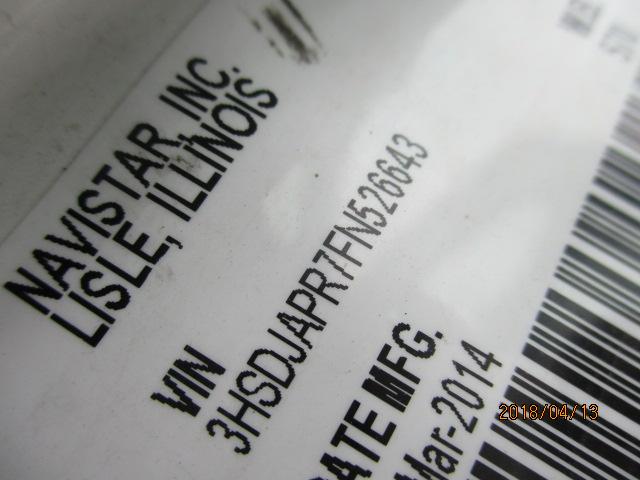 NAVISTAR, INC.
LISLE, ILLINOIS
VIN
3HSDJAPR7FN526643
DATE MFG.
Mar-2014
2018/04/13